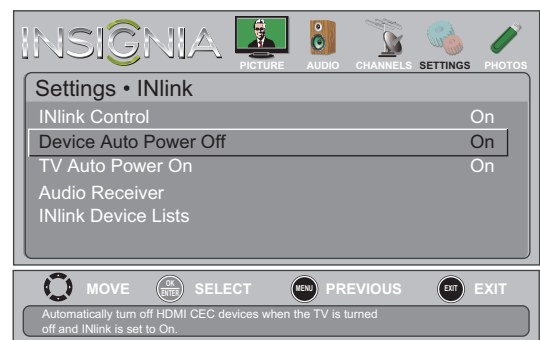 INSIGNIA
PICTURE AUDIO CHANNELS SETTINGS PHOTOS
Settings • INlink
INlink Control On
Device Auto Power Off On
TV Auto Power On On
Audio Receiver
INlink Device Lists
MOVE OK ENTER SELECT MENU PREVIOUS EXIT EXIT
Automatically turn off HDMI CEC devices when the TV is turned
off and INlink is set to On.